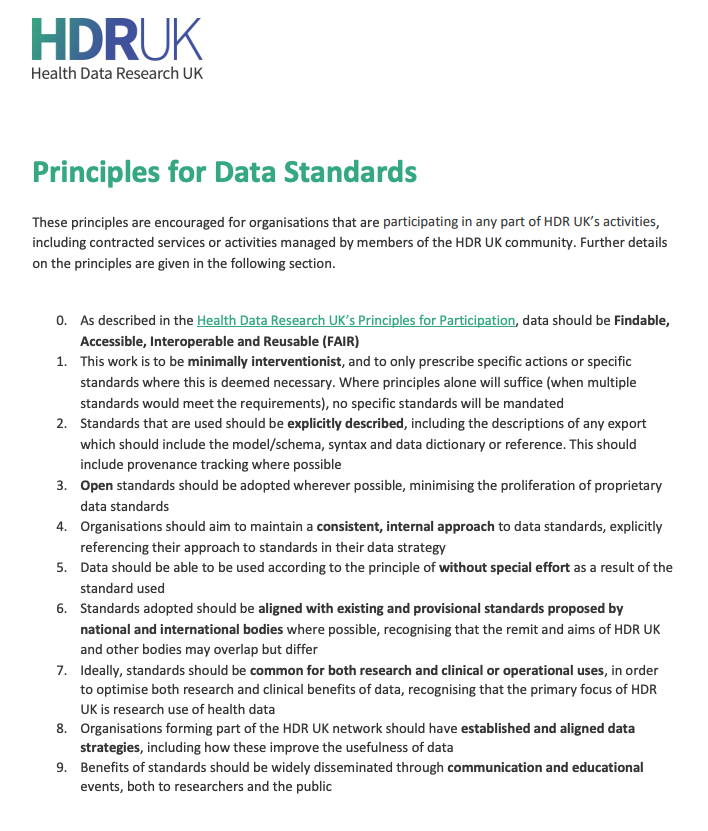 HDRUK
Health Data Research UK
Principles for Data Standards
These principles are encouraged for organisations that are participating in any part of HDR UK's activities,
including contracted services or activities managed by members of the HDR UK community. Further details
on the principles are given in the following section.
0. As described in the Health Data Research UK's Principles for Participation, data should be Findable,
Accessible, Interoperable and Reusable (FAIR)
1. This work is to be minimally interventionist, and to only prescribe specific actions or specific
standards where this is deemed necessary. Where principles alone will suffice (when multiple
standards would meet the requirements), no specific standards will be mandated
2. Standards that are used should be explicitly described, including the descriptions of any export
which should include the model/schema, syntax and data dictionary or reference. This should
include provenance tracking where possible
3. Open standards should be adopted wherever possible, minimising the proliferation of proprietary
data standards
4. Organisations should aim to maintain a consistent, internal approach to data standards, explicitly
referencing their approach to standards in their data strategy
5. Data should be able to be used according to the principle of without special effort as a result of the
standard used
6. Standards adopted should be aligned with existing and provisional standards proposed by
national and international bodies where possible, recognising that the remit and aims of HDR UK
and other bodies may overlap but differ
7. Ideally, standards should be common for both research and clinical or operational uses, in order
to optimise both research and clinical benefits of data, recognising that the primary focus of HDR
UK is research use of health data
8. Organisations forming part of the HDR UK network should have established and aligned data
strategies, including how these improve the usefulness of data
9. Benefits of standards should be widely disseminated through communication and educational
events, both to researchers and the public